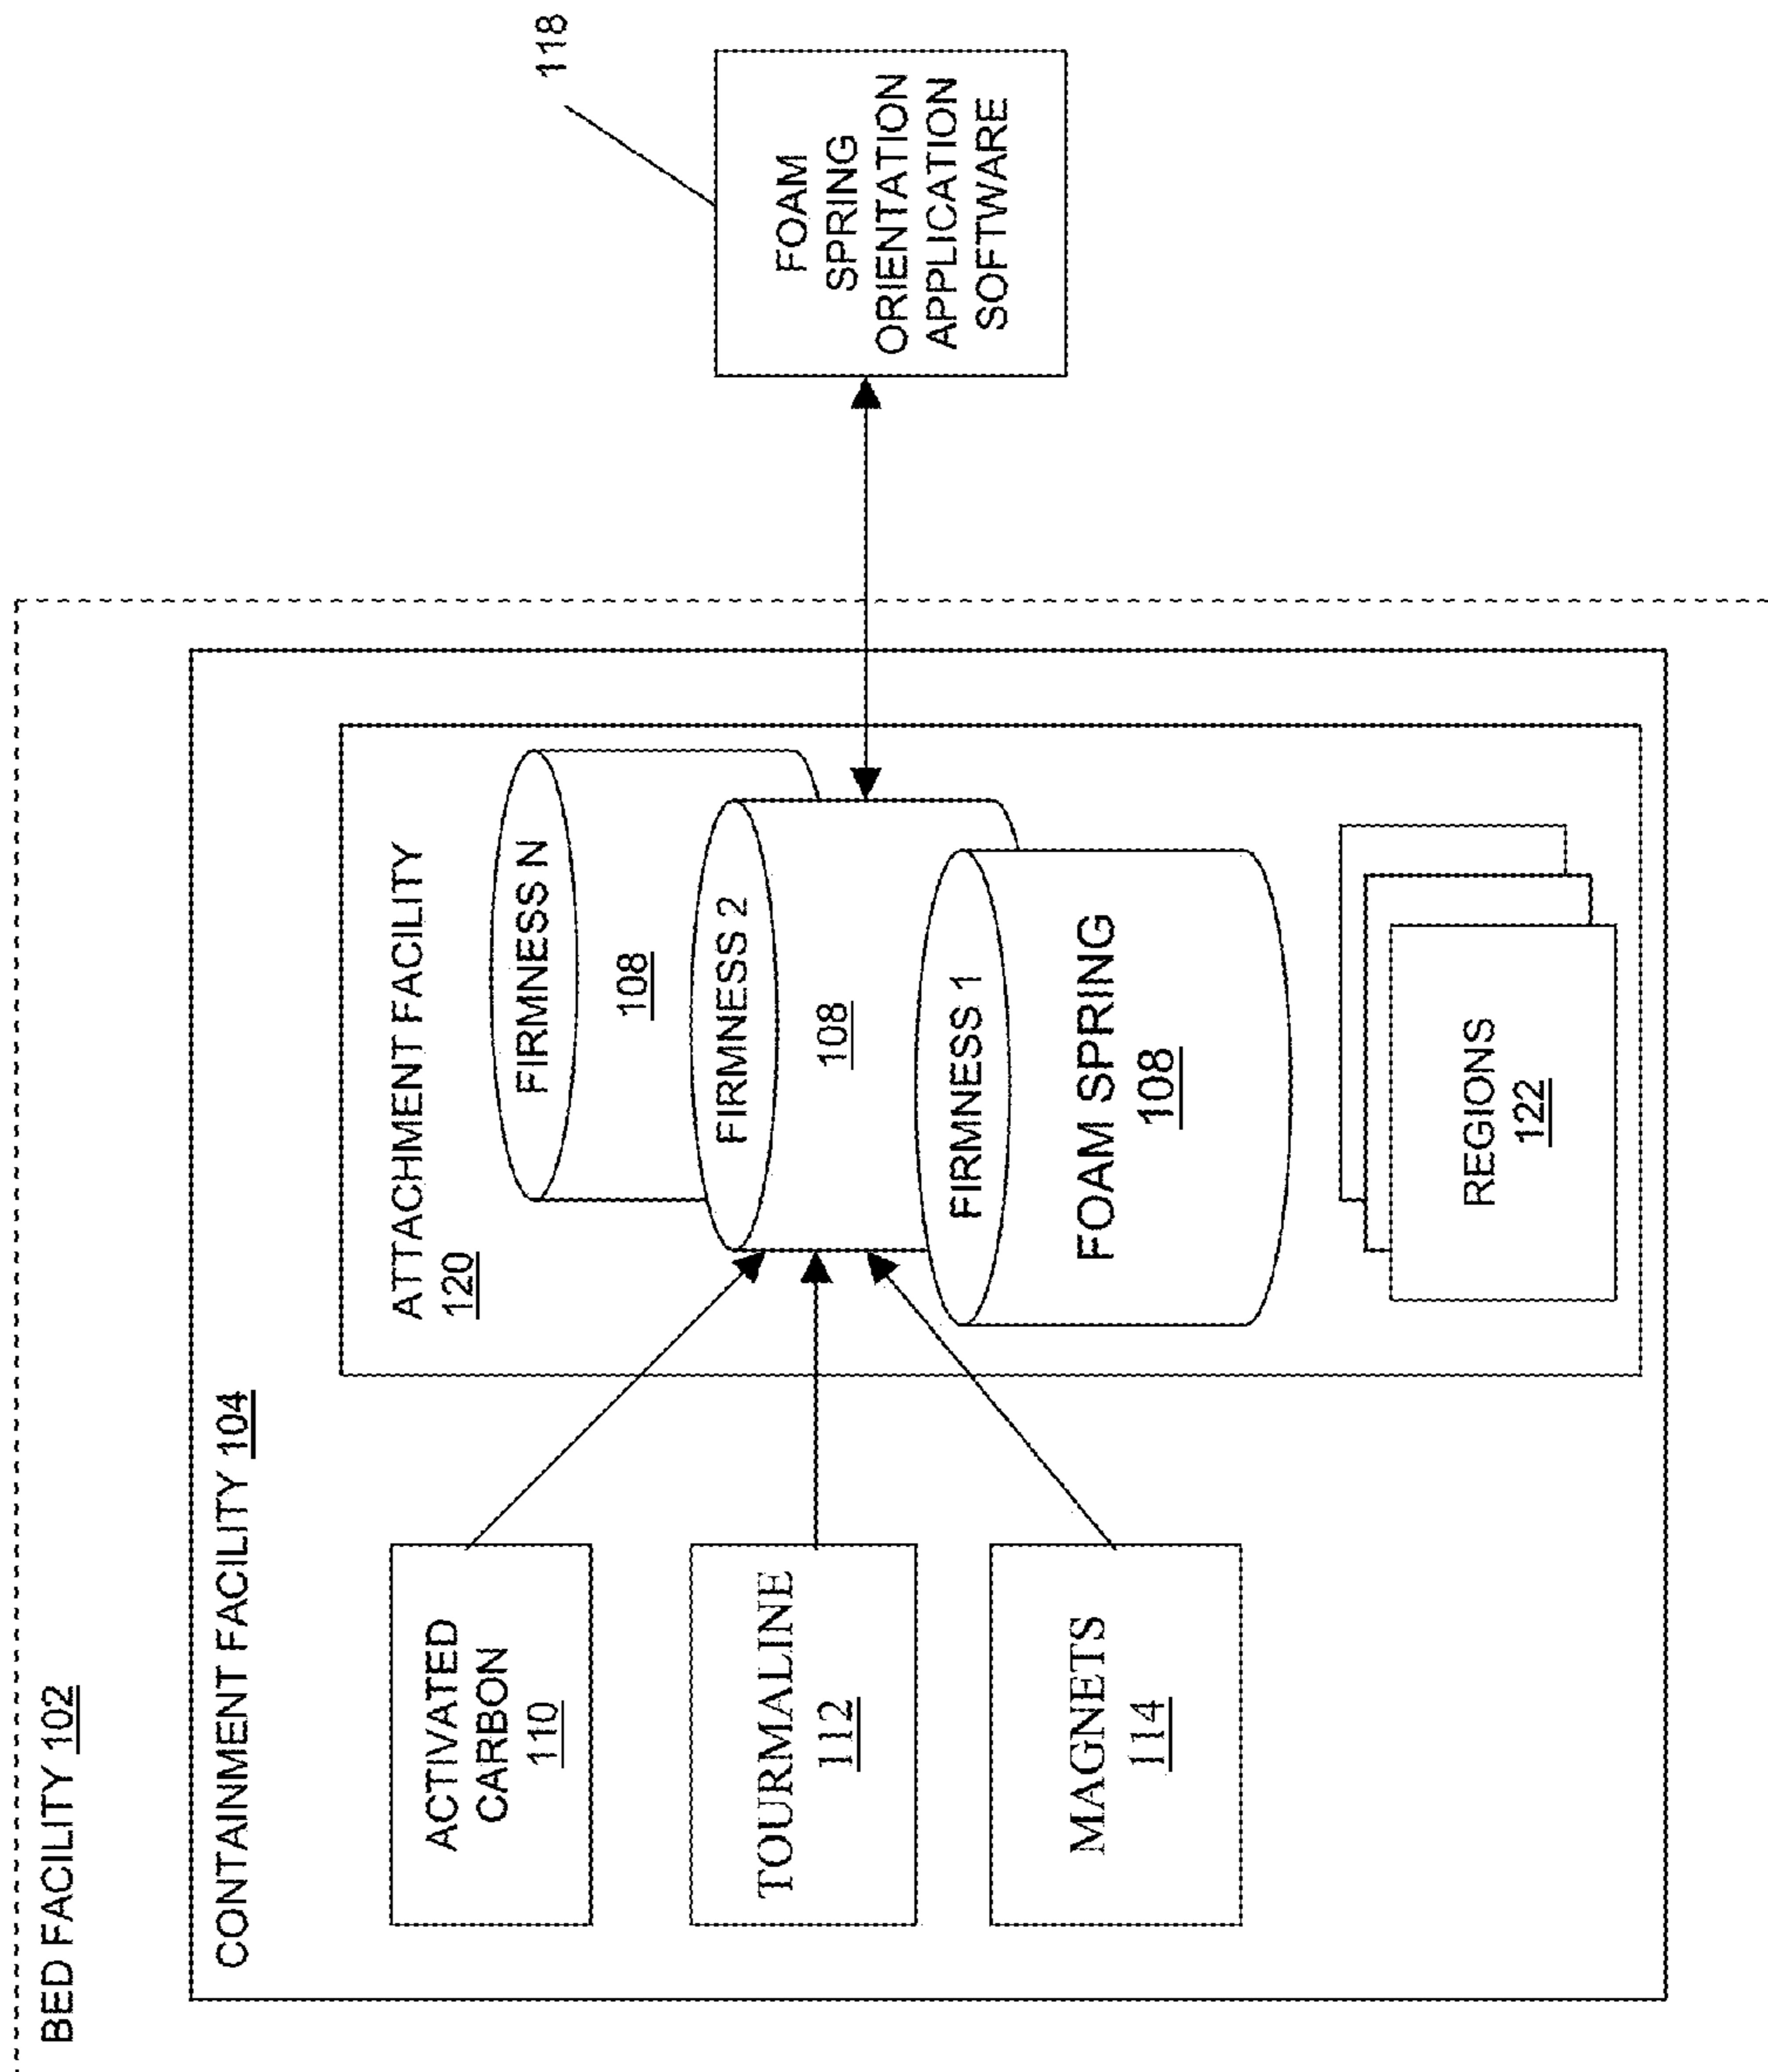 BED FACILITY 102
CONTAINMENT FACILITY 104
ACTIVATED
CARBON
110
TOURMALINE
112
MAGNETS
114
ATTACHMENT FACILITY
120
FIRMNESS N
108
FIRMNESS 2
108
FIRMNESS 1
FOAM SPRING
108
REGIONS
122
118
FOAM
SPRING
ORIENTATION
APPLICATION
SOFTWARE